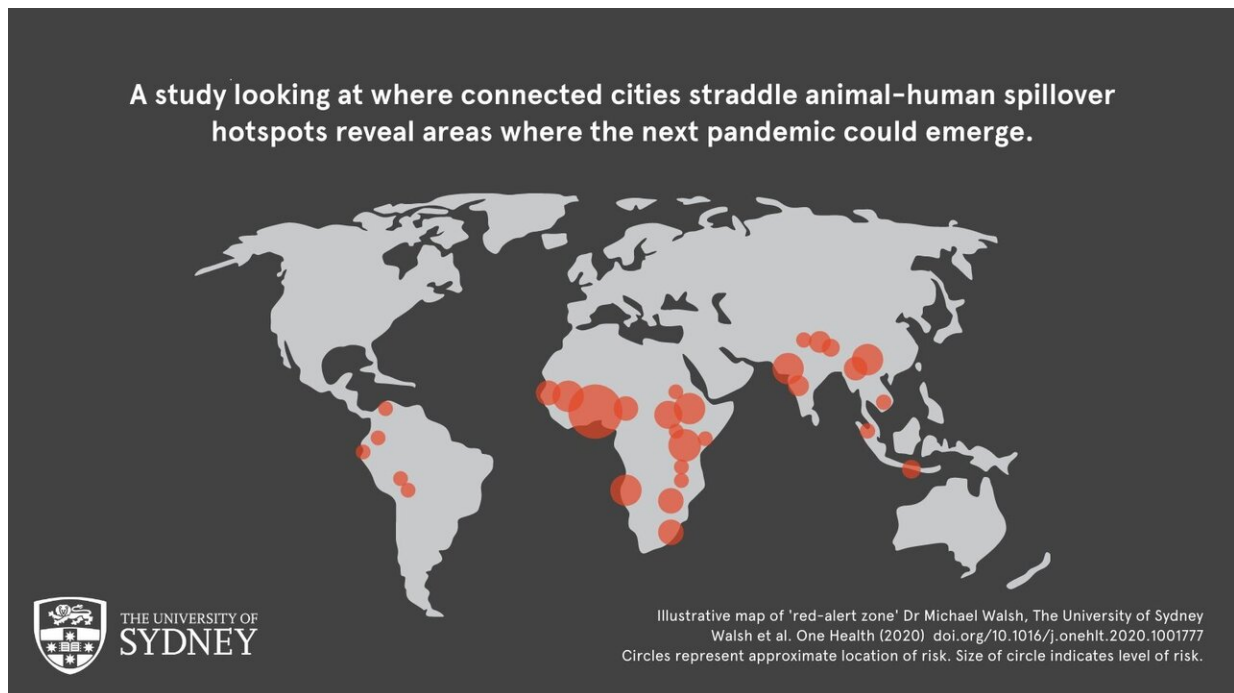 A study looking at where connected cities straddle animal-human spillover
hotspots reveal areas where the next pandemic could emerge.
THE UNIVERSITY OF
SYDNEY
Illustrative map of 'red-alert zone' Dr Michael Walsh, The University of Sydney
Walsh et al. One Health (2020) doi.org/10.1016/j.onehlt.2020.1001777
Circles represent approximate location of risk. Size of circle indicates level of risk.